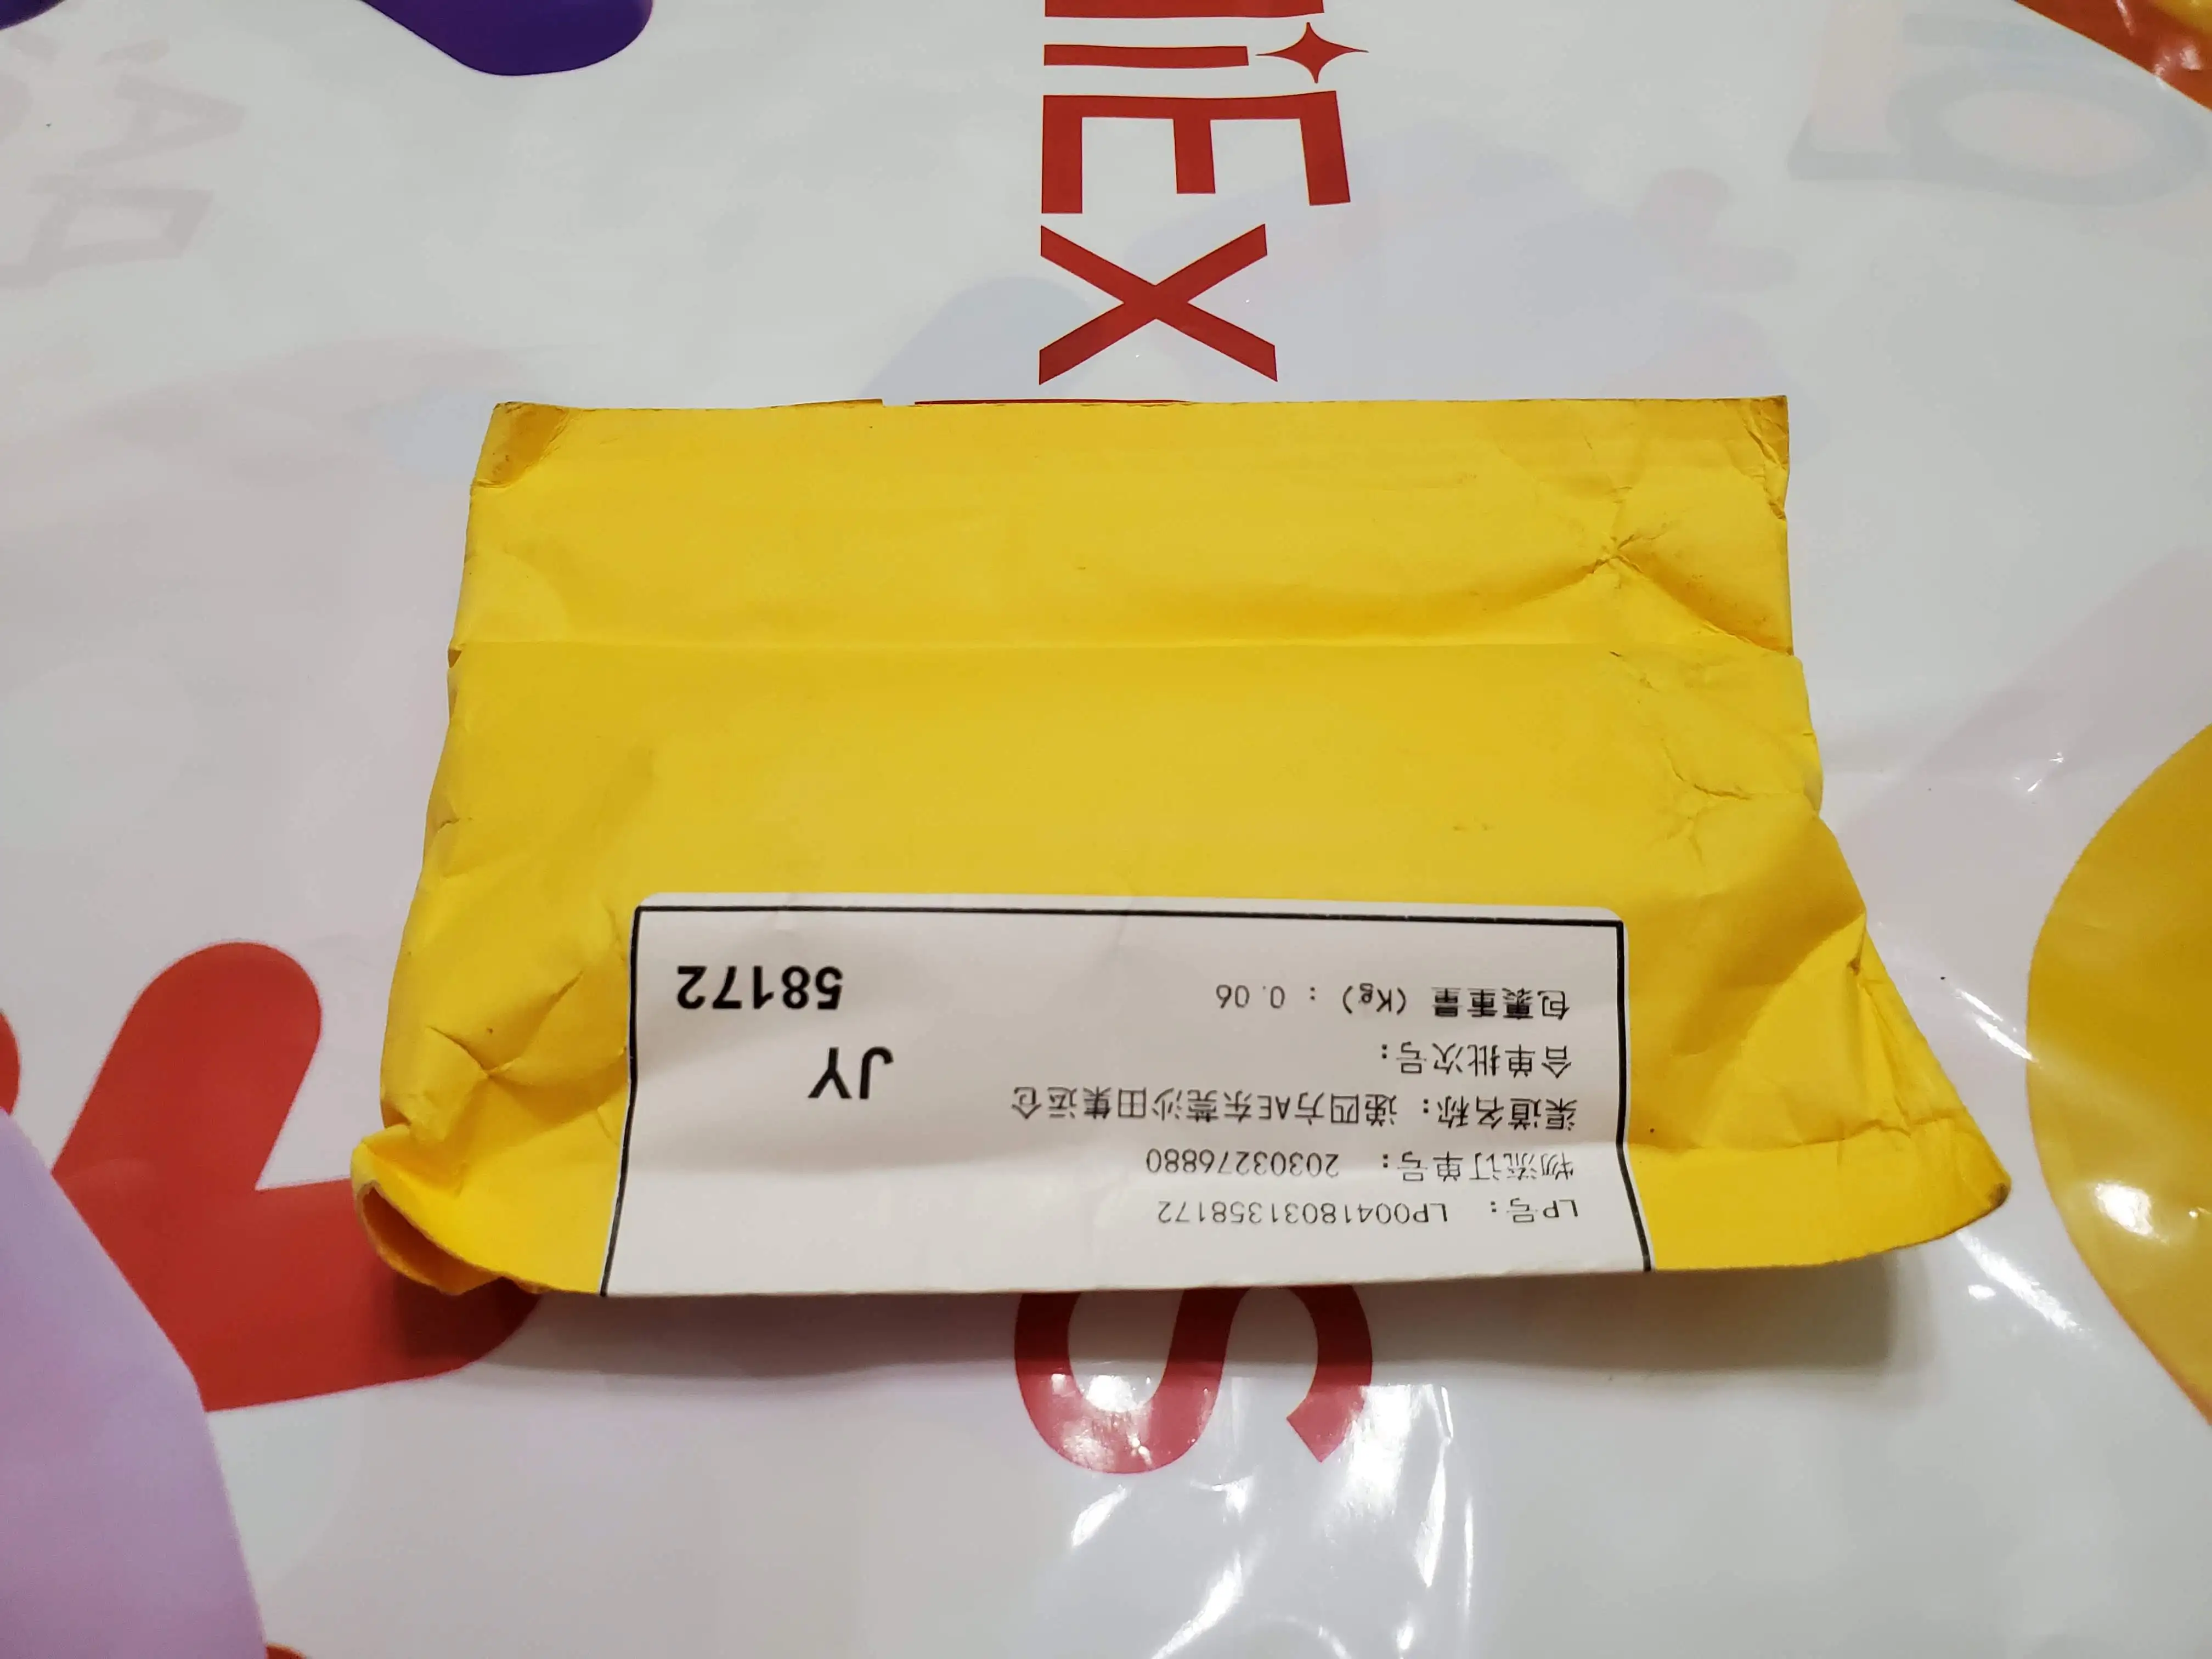 liEx
s
LP号: LP00418031358172
物流订单号: 20303276880
渠道名称: 递四方AE东莞沙田集运仓
合单批次号:
包裹重量 (Kg) : 0.06
JY
58172